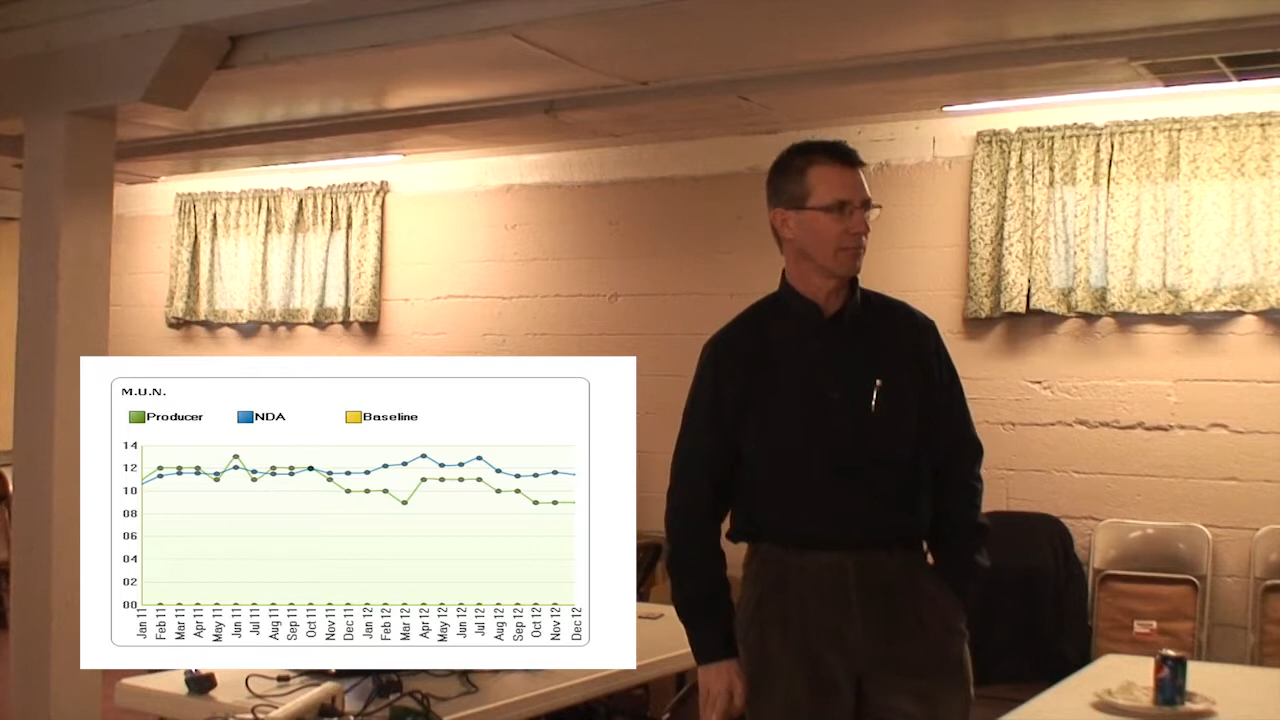 M.U.N.
Producer NDA Baseline
14
12
10
08
06
04
02
00
Jan 11 Feb 11 Mar 11 Apr 11 May 11 Jun 11 Jul 11 Aug 11 Sep 11 Oct 11 Nov 11 Dec 11 Jan 12 Feb 12 Mar 12 Apr 12 May 12 Jun 12 Jul 12 Aug 12 Sep 12 Oct 12 Nov 12 Dec 12